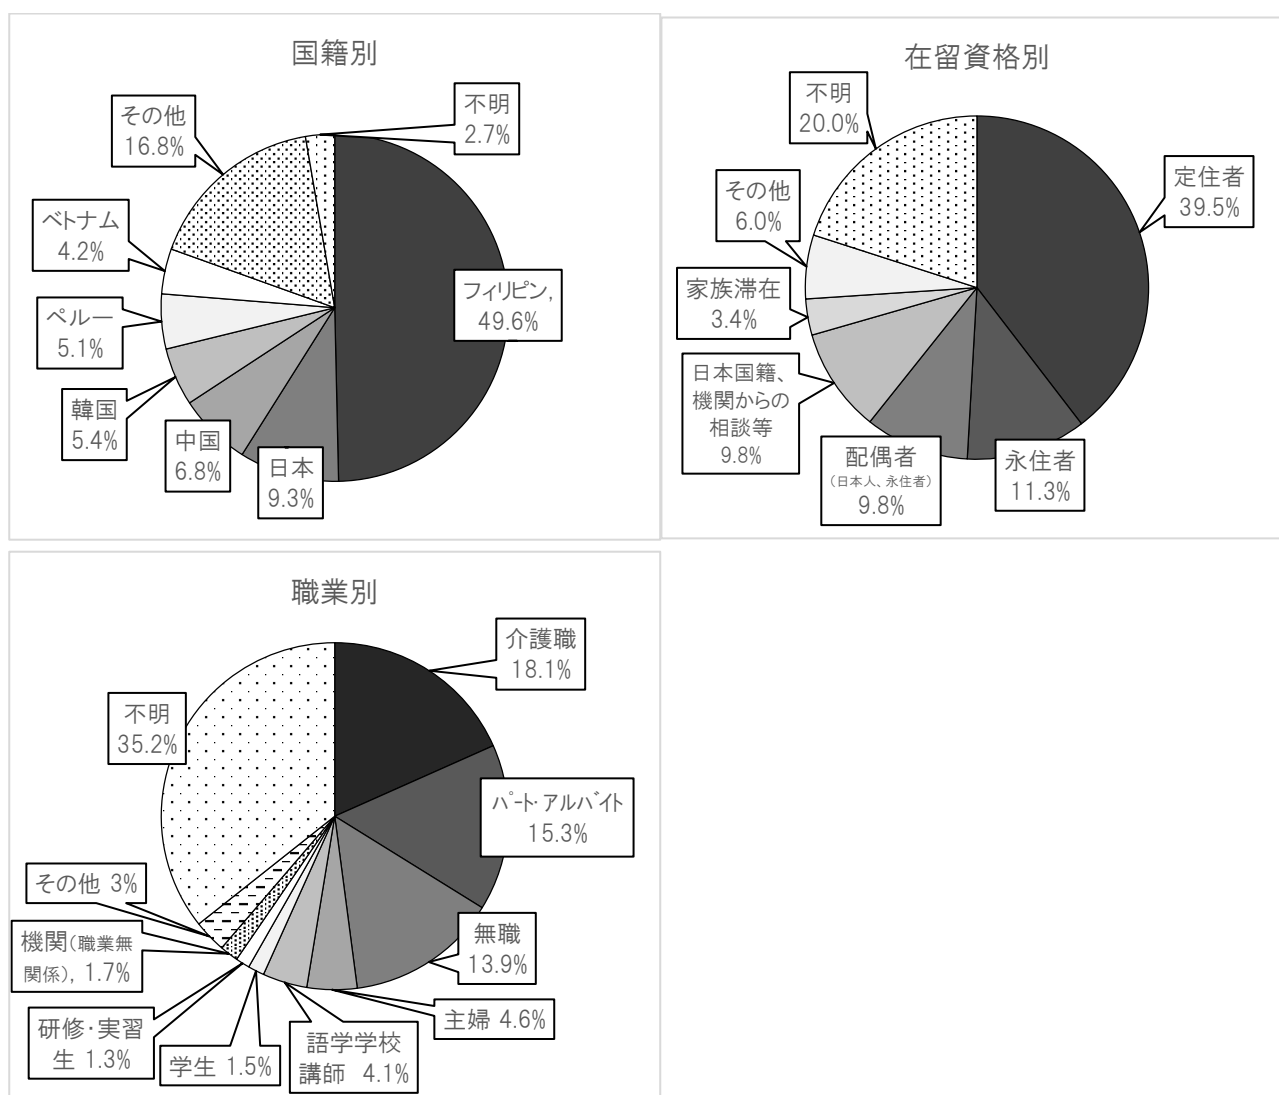 国籍別
不明
2.7%
その他
16.8%
ベトナム
4.2%
フィリピン,
49.6%
ペルー
5.1%
韓国
5.4%
中国
6.8%
日本
9.3%
在留資格別
不明
20.0%
定住者
39.5%
その他
6.0%
家族滞在
3.4%
日本国籍、
機関からの
相談等
9.8%
配偶者
（日本人、永住者）
9.8%
永住者
11.3%
職業別
介護職
18.1%
不明
35.2%
ﾊﾟｰﾄ･ｱﾙﾊﾞｲﾄ
15.3%
その他 3%
機関（職業無
関係）, 1.7%
無職
13.9%
研修・実習
生 1.3%
学生 1.5%
語学学校
講師 4.1%
主婦 4.6%